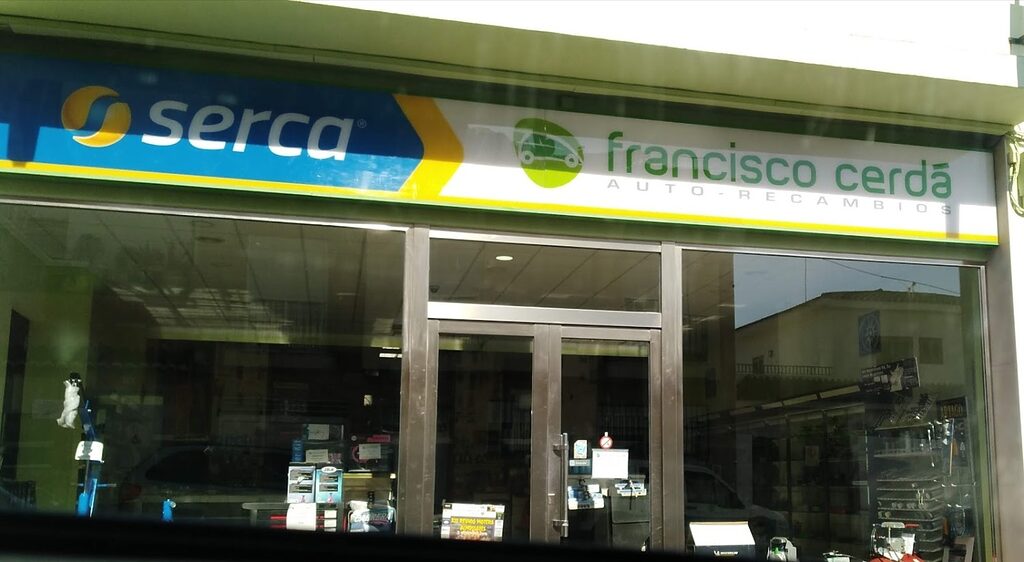 serca®
francisco cerdá
AUTO-RECAMBIOS